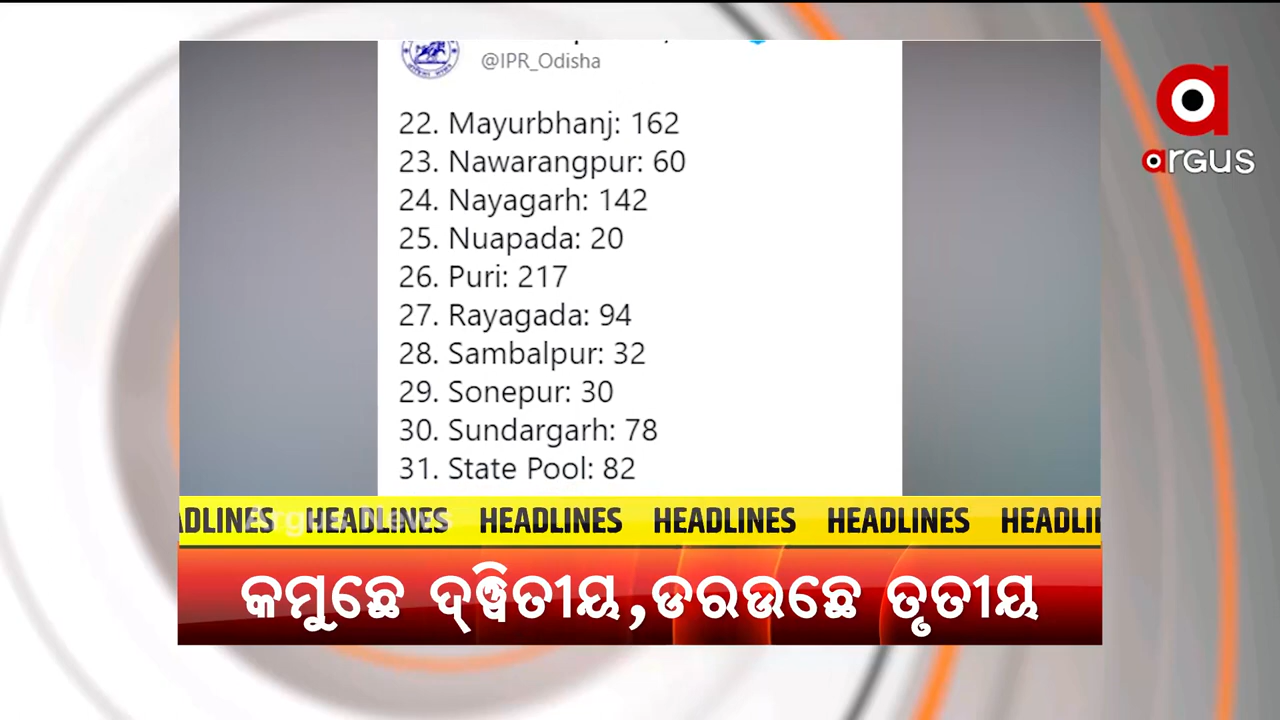 @IPR_Odisha
22. Mayurbhanj: 162
23. Nawarangpur: 60
24. Nayagarh: 142
25. Nuapada: 20
26. Puri: 217
27. Rayagada: 94
28. Sambalpur: 32
29. Sonepur: 30
30. Sundargarh: 78
31. State Pool: 82
argus
Argus News
HEADLINES HEADLINES HEADLINES HEADLINES
କମୁଛେ ଦ୍ୱିତୀୟ,ଡରଉଛେ ତୃତୀୟ